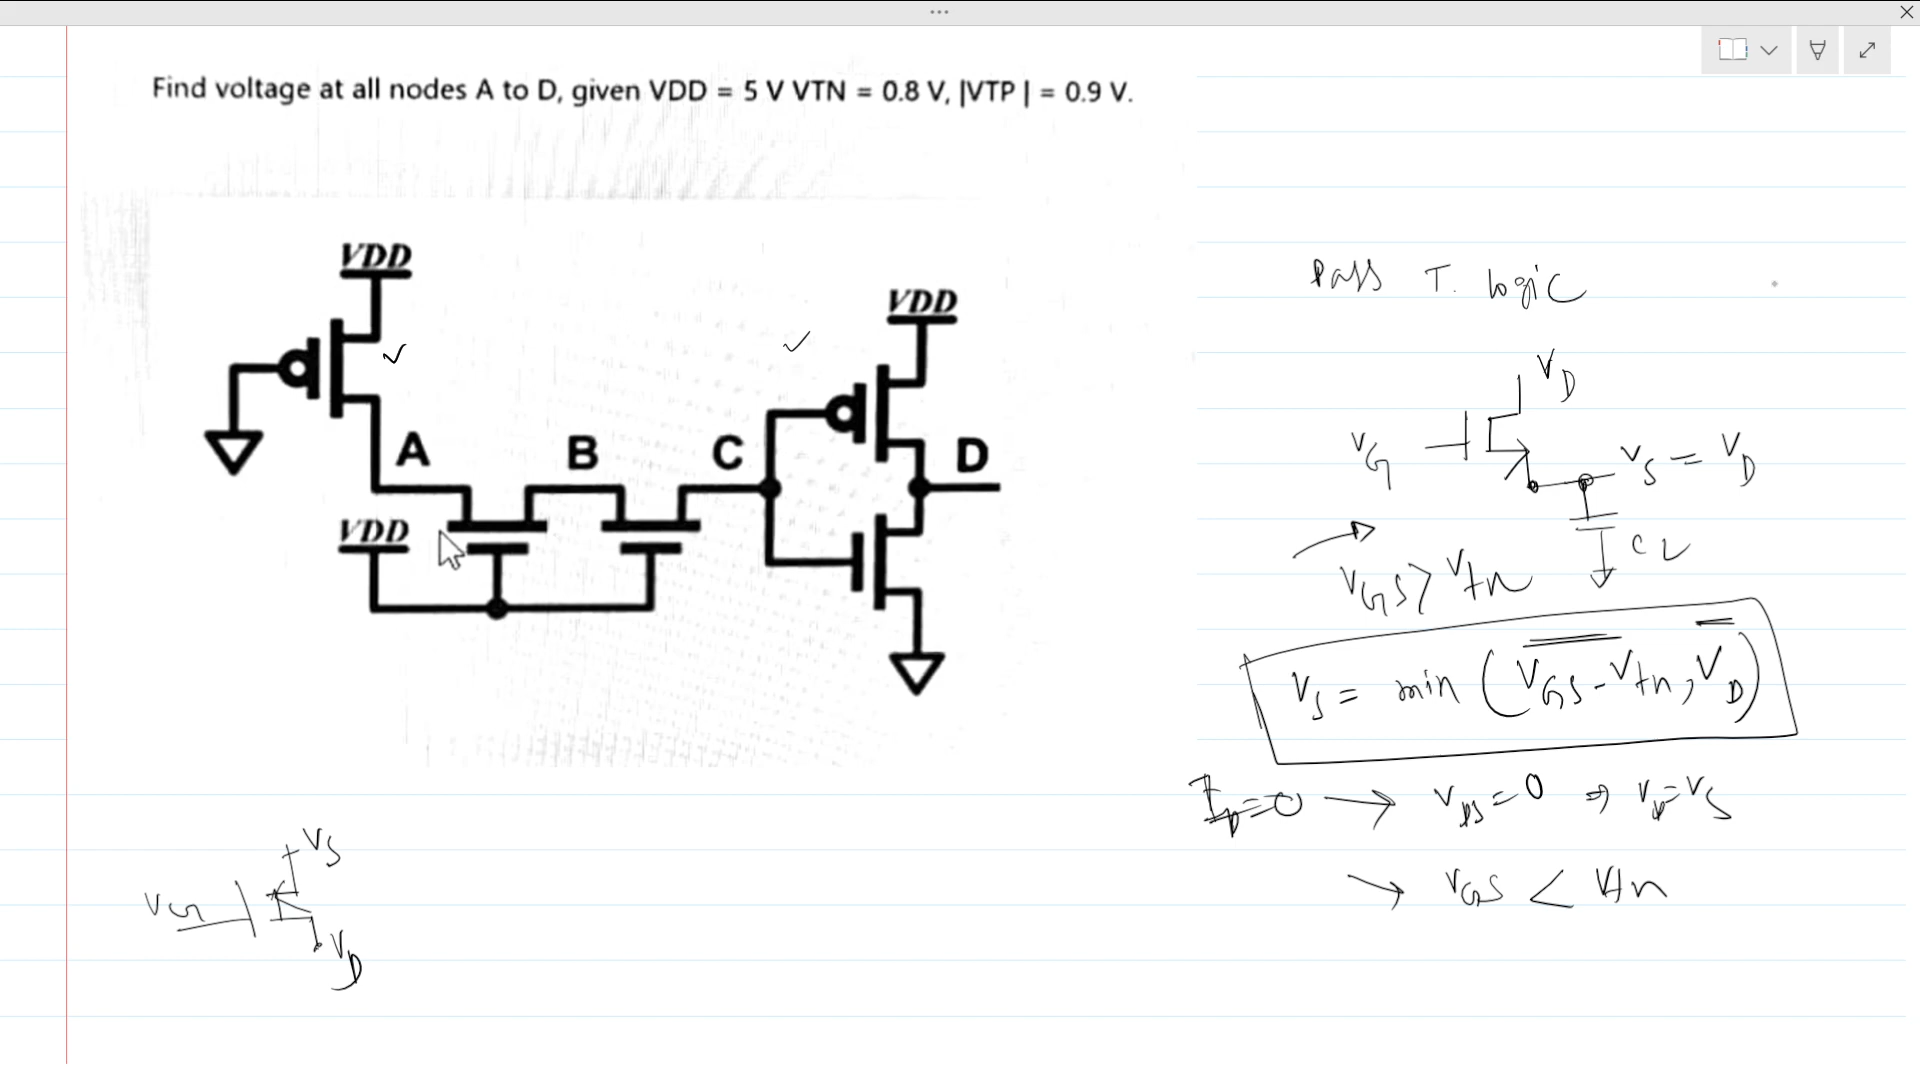 Find voltage at all nodes A to D, given VDD = 5 V VTN = 0.8 V, |VTP | = 0.9 V.
VDD
VDD
A
B
C
D
VDD
Pass T. logic
VD
VG
VS = VD
CL
VGS > Vtn
VS = min (VGS - Vtn, VD)
ID = 0 → VDS = 0 ⇒ VD = VS
→ VGS < Vtn
VS
VG
VD